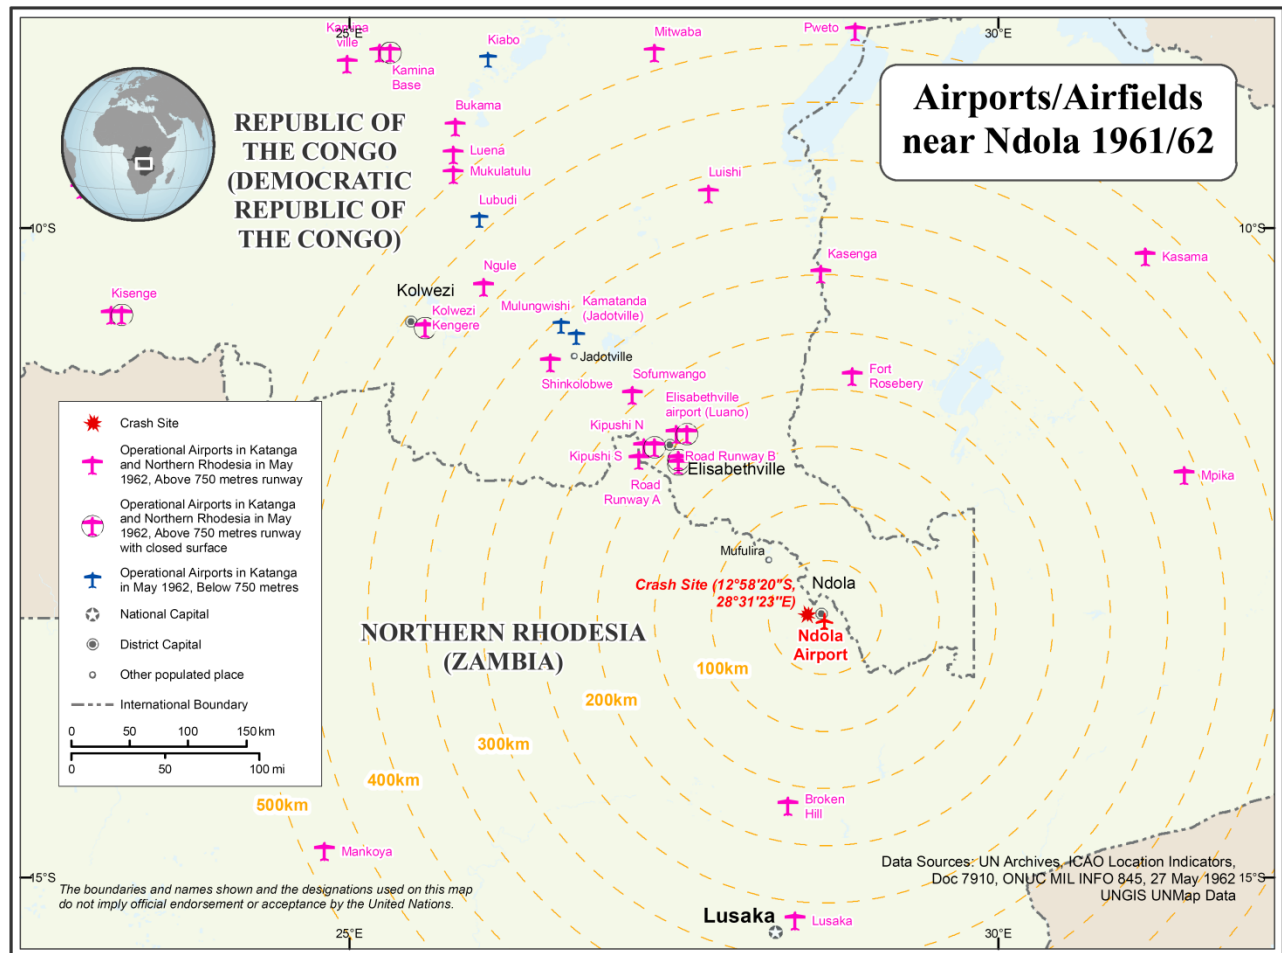 Kamina
ville
25°E
Kiabo
Mitwaba
Pweto
30°E
Kamina
Base
Airports/Airfields
near Ndola 1961/62
Bukama
REPUBLIC OF
THE CONGO
(DEMOCRATIC
REPUBLIC OF
THE CONGO)
Luena
Mukulatulu
Luishi
Lubudi
10°S
10°S
Kasenga
Kasama
Ngule
Kisenge
Kolwezi
Kolwezi
Kengere
Mulungwishi
Kamatanda
(Jadotville)
Jadotville
Shinkolobwe
Sofumwango
Fort
Rosebery
Elisabethville
airport (Luano)
Kipushi N
Kipushi S
Road Runway B
Elisabethville
Road
Runway A
Mpika
Crash Site
Operational Airports in Katanga
and Northern Rhodesia in May
1962, Above 750 metres runway
Operational Airports in Katanga
and Northern Rhodesia in May
1962, Above 750 metres runway
with closed surface
Operational Airports in Katanga
in May 1962, Below 750 metres
National Capital
District Capital
Other populated place
International Boundary
0 50 100 150 km
0 50 100 mi
Mufulira
Crash Site (12°58'20"S,
28°31'23"E)
Ndola
Ndola
Airport
NORTHERN RHODESIA
(ZAMBIA)
100km
200km
300km
400km
500km
Broken
Hill
Mankoya
Data Sources: UN Archives, ICAO Location Indicators,
Doc 7910, ONUC MIL INFO 845, 27 May 1962
UNGIS UNMap Data
15°S
15°S
The boundaries and names shown and the designations used on this map
do not imply official endorsement or acceptance by the United Nations.
Lusaka
Lusaka
25°E
30°E